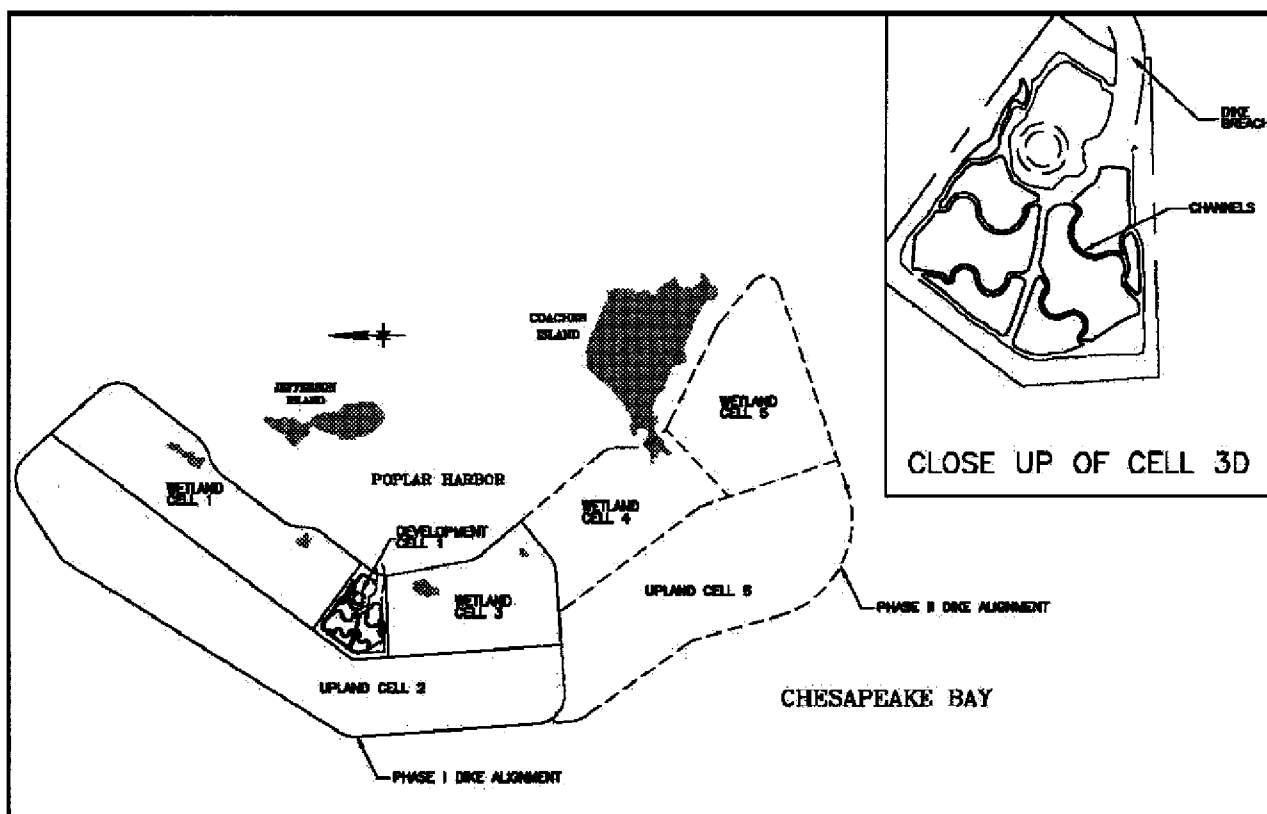 DIKE
BREACH
CHANNELS
CLOSE UP OF CELL 3D
COACHES
ISLAND
JEFFERSON
ISLAND
POPLAR HARBOR
WETLAND
CELL 1
DEVELOPMENT
CELL 1
WETLAND
CELL 5
WETLAND
CELL 4
WETLAND
CELL 3
UPLAND CELL 6
UPLAND CELL 2
PHASE II DIKE ALIGNMENT
CHESAPEAKE BAY
PHASE I DIKE ALIGNMENT